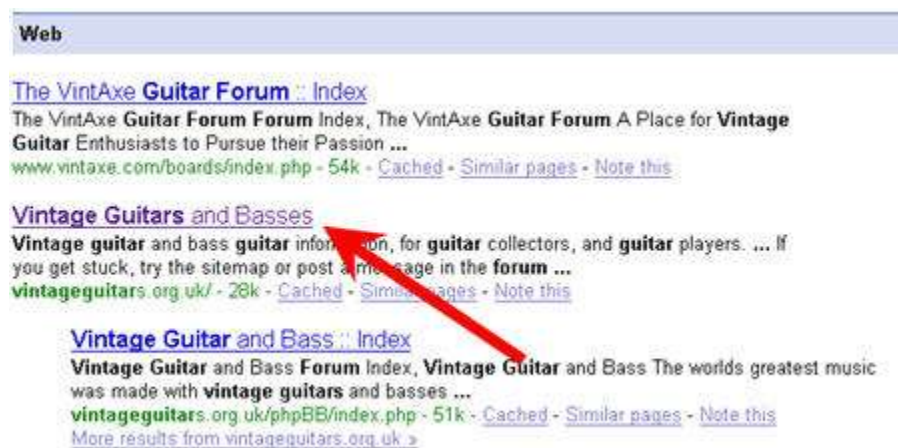 Web
The VintAxe Guitar Forum :: Index
The VintAxe Guitar Forum Forum Index, The VintAxe Guitar Forum A Place for Vintage
Guitar Enthusiasts to Pursue their Passion ...
www.vintaxe.com/boards/index.php - 54k - Cached - Similar pages - Note this
Vintage Guitars and Basses
Vintage guitar and bass guitar information, for guitar collectors, and guitar players. ... If
you get stuck, try the sitemap or post a message in the forum ...
vintageguitars.org.uk/ - 28k - Cached - Similar pages - Note this
Vintage Guitar and Bass :: Index
Vintage Guitar and Bass Forum Index, Vintage Guitar and Bass The worlds greatest music
was made with vintage guitars and basses ...
vintageguitars.org.uk/phpBB/index.php - 51k - Cached - Similar pages - Note this
More results from vintageguitars.org.uk »